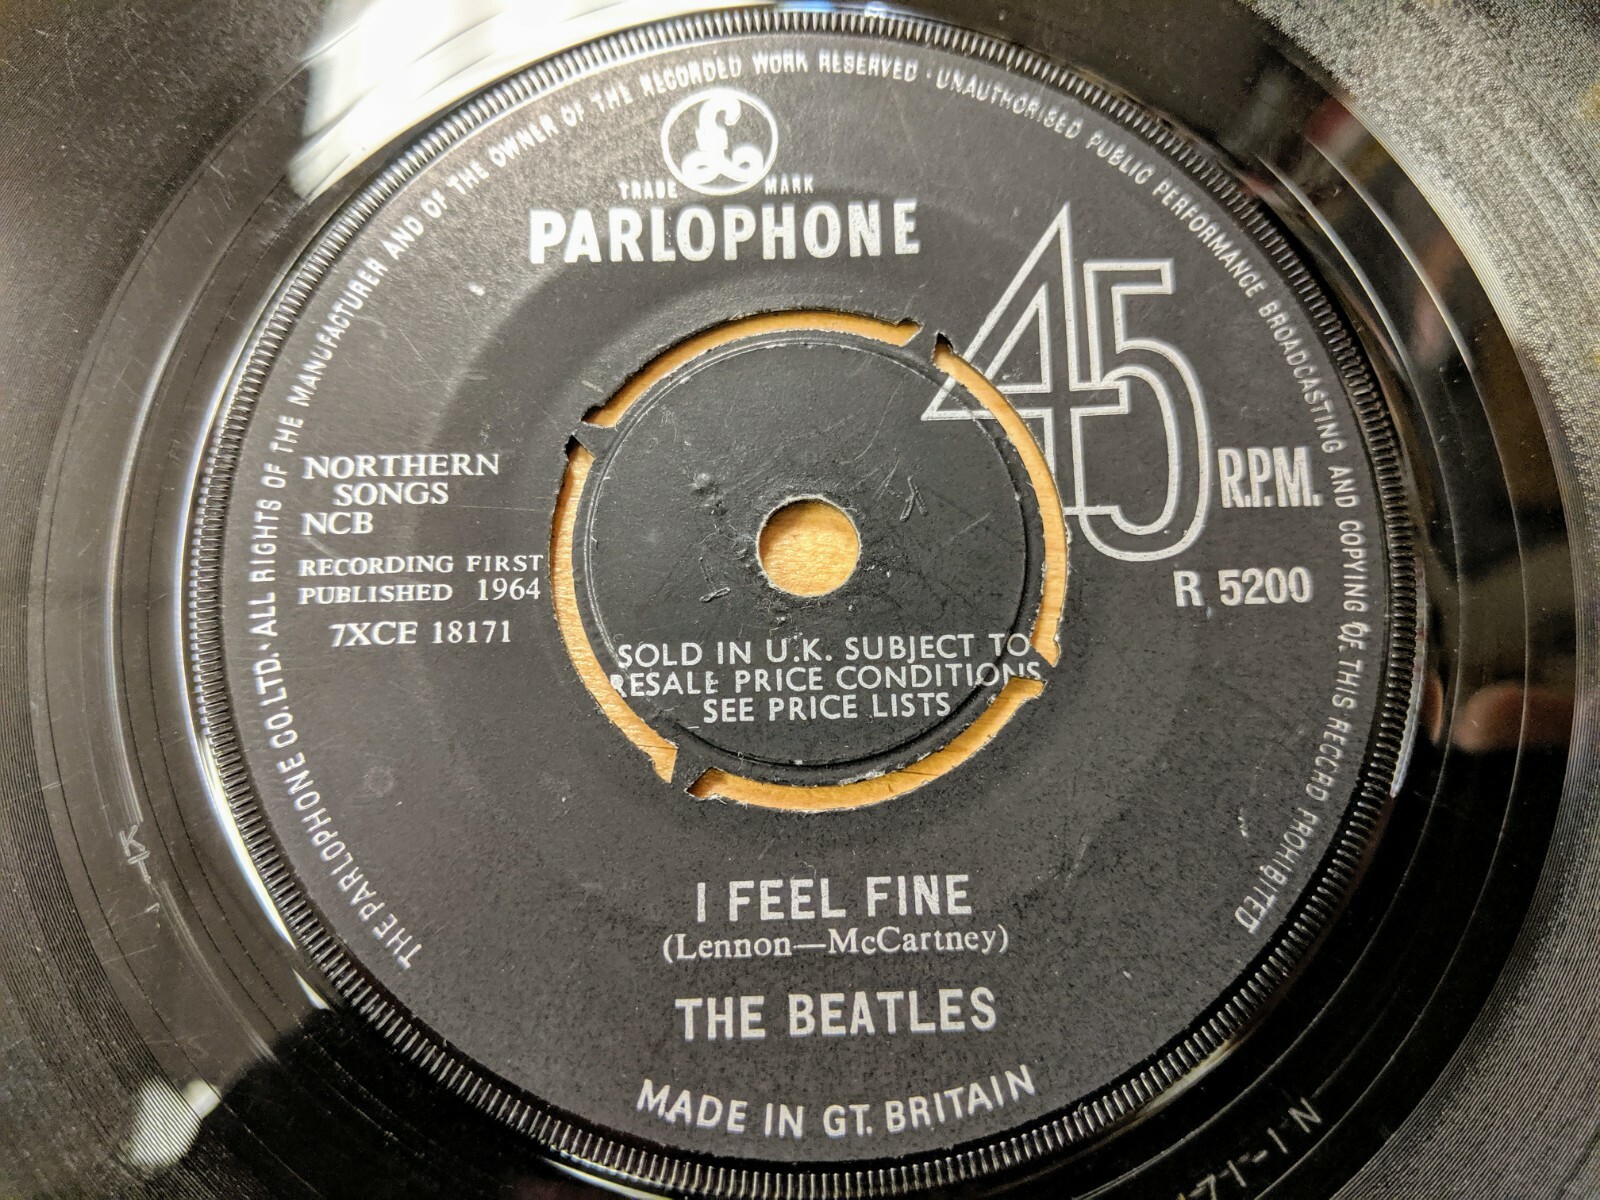 THE PARLOPHONE CO. LTD. · ALL RIGHTS OF THE MANUFACTURER AND OF THE OWNER OF THE RECORDED WORK RESERVED · UNAUTHORISED PUBLIC PERFORMANCE BROADCASTING AND COPYING OF THIS RECORD PROHIBITED
£
TRADE MARK
PARLOPHONE
45
R.P.M.
R 5200
NORTHERN
SONGS
NCB
RECORDING FIRST
PUBLISHED 1964
7XCE 18171
SOLD IN U.K. SUBJECT TO
RESALE PRICE CONDITIONS
SEE PRICE LISTS
I FEEL FINE
(Lennon—McCartney)
THE BEATLES
MADE IN GT. BRITAIN
KT